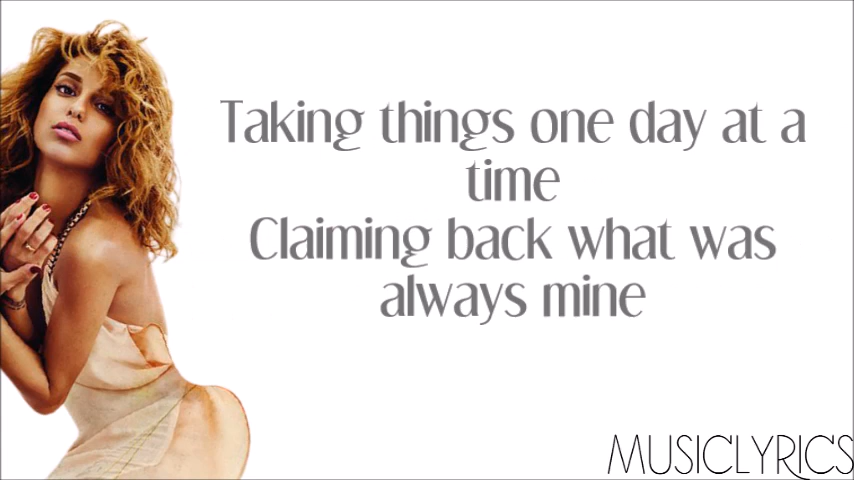 Taking things one day at a
time
Claiming back what was
always mine
MUSICLYRICS